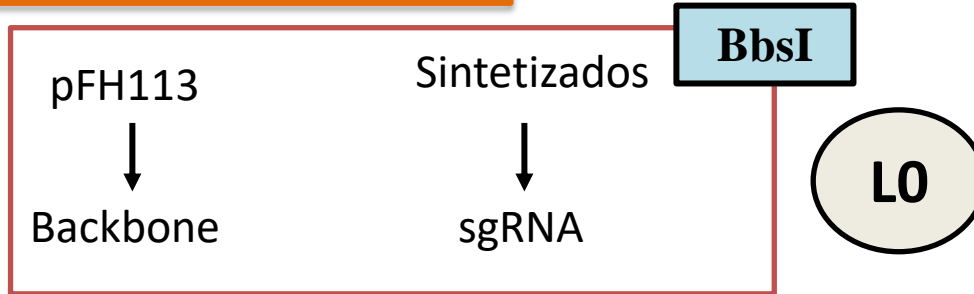 BbsI
pFH113
Sintetizados
L0
Backbone
sgRNA